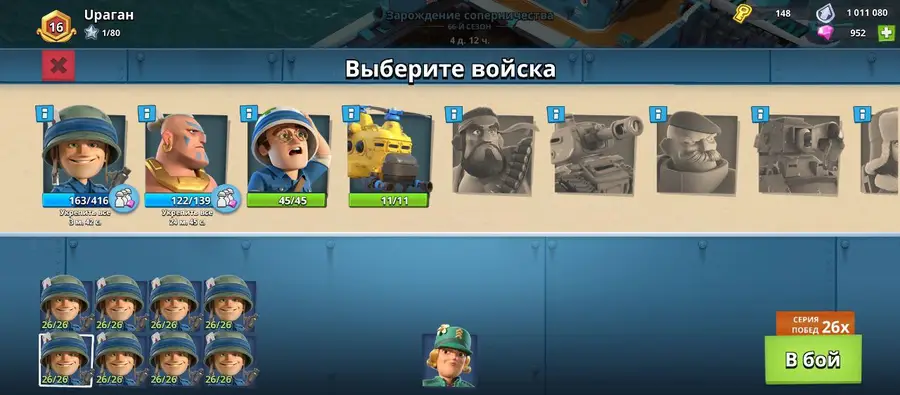 16
Ураган
1/80
Зарождение соперничества
66-Й СЕЗОН
4 д. 12 ч.
148
1 011 080
952
Выберите войска
163/416
122/139
45/45
11/11
Укрепить все
3 м. 42 с.
Укрепить все
24 м. 45 с.
26/26
26/26
26/26
26/26
26/26
26/26
26/26
26/26
СЕРИЯ
ПОБЕД 26x
В бой